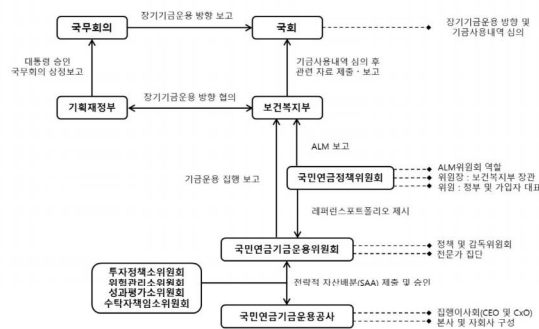 장기기금운용 방향 보고
국무회의
국회
장기기금운용 방향 및
기금사용내역 심의
대통령 승인
국무회의 상정보고
기금사용내역 심의 후
관련 자료 제출·보고
장기기금운용 방향 협의
기획재정부
보건복지부
ALM 보고
기금운용 집행 보고
국민연금정책위원회
ALM위원회 역할
위원장 : 보건복지부 장관
위원 : 정부 및 가입자 대표
레퍼런스포트폴리오 제시
국민연금기금운용위원회
정책 및 감독위원회
전문가 집단
투자정책소위원회
위험관리소위원회
성과평가소위원회
수탁자책임소위원회
전략적 자산배분(SAA) 제출 및 승인
국민연금기금운용공사
집행이사회(CEO 및 CxO)
본사 및 자회사 구성